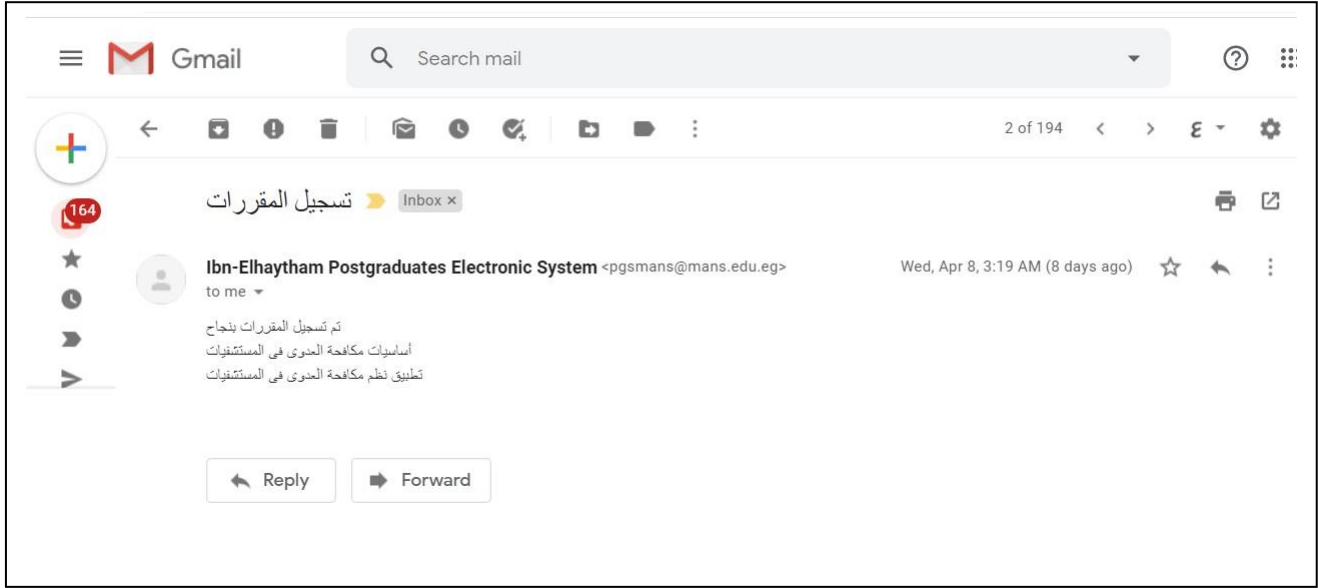 Gmail
Search mail
2 of 194
ع
164
تسجيل المقررات
Inbox ×
Ibn-Elhaytham Postgraduates Electronic System <pgsmans@mans.edu.eg>
Wed, Apr 8, 3:19 AM (8 days ago)
to me
تم تسجيل المقررات بنجاح
أساسيات مكافحة العدوى فى المستشفيات
تطبيق نظم مكافحة العدوى فى المستشفيات
Reply
Forward